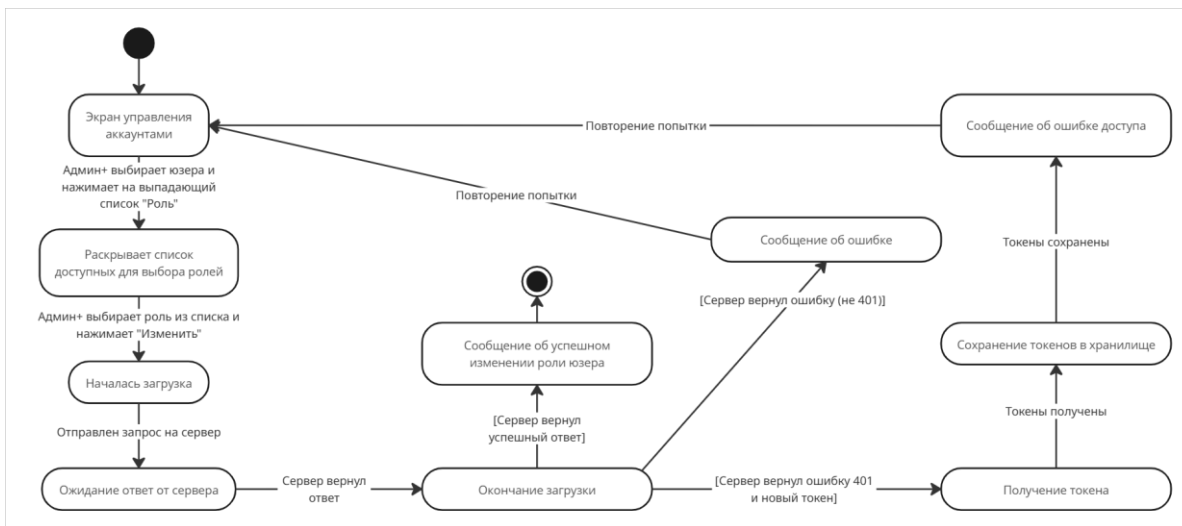 Экран управления
аккаунтами
Админ+ выбирает юзера и
нажимает на выпадающий
список "Роль"
Раскрывает список
доступных для выбора ролей
Админ+ выбирает роль из списка и
нажимает "Изменить"
Началась загрузка
Отправлен запрос на сервер
Ожидание ответ от сервера
Сервер вернул
ответ
Окончание загрузки
[Сервер вернул
успешный ответ]
Сообщение об успешном
изменении роли юзера
[Сервер вернул ошибку (не 401)]
Сообщение об ошибке
Повторение попытки
[Сервер вернул ошибку 401
и новый токен]
Получение токена
Токены получены
Сохранение токенов в хранилище
Токены сохранены
Сообщение об ошибке доступа
Повторение попытки